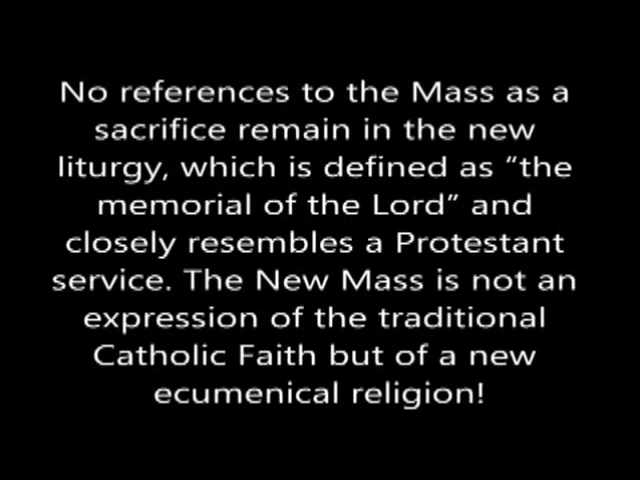 No references to the Mass as a
sacrifice remain in the new
liturgy, which is defined as “the
memorial of the Lord” and
closely resembles a Protestant
service. The New Mass is not an
expression of the traditional
Catholic Faith but of a new
ecumenical religion!